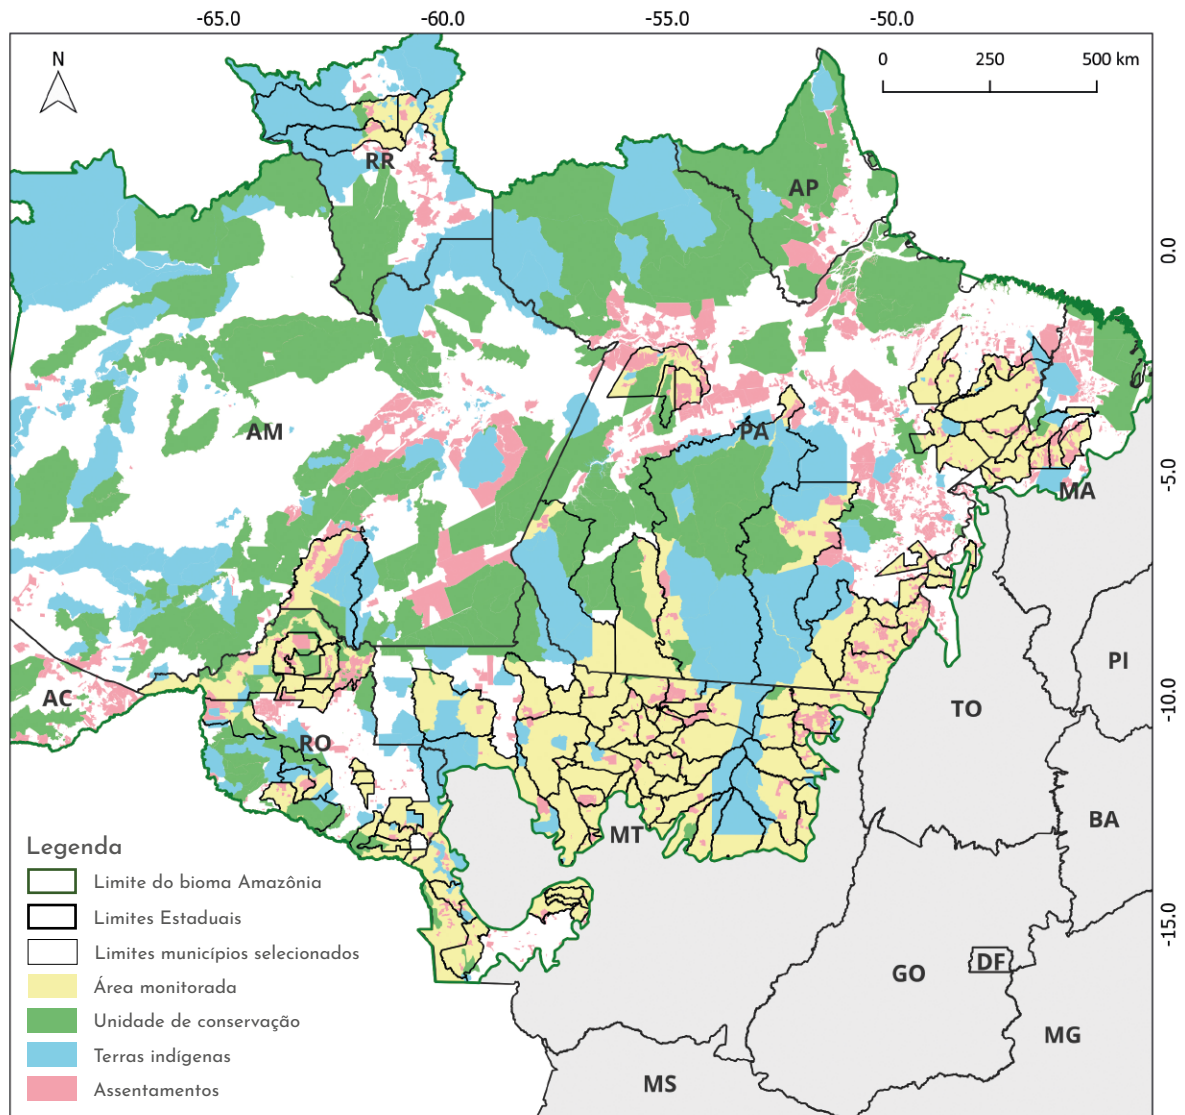 -65.0 -60.0 -55.0 -50.0
N
0 250 500 km
RR
AP
0.0
AM
PA
-5.0
MA
PI
AC
TO
-10.0
RO
BA
MT
Legenda
Limite do bioma Amazônia
Limites Estaduais
-15.0
Limites municípios selecionados
GO
DF
Área monitorada
Unidade de conservação
MG
Terras indígenas
MS
Assentamentos